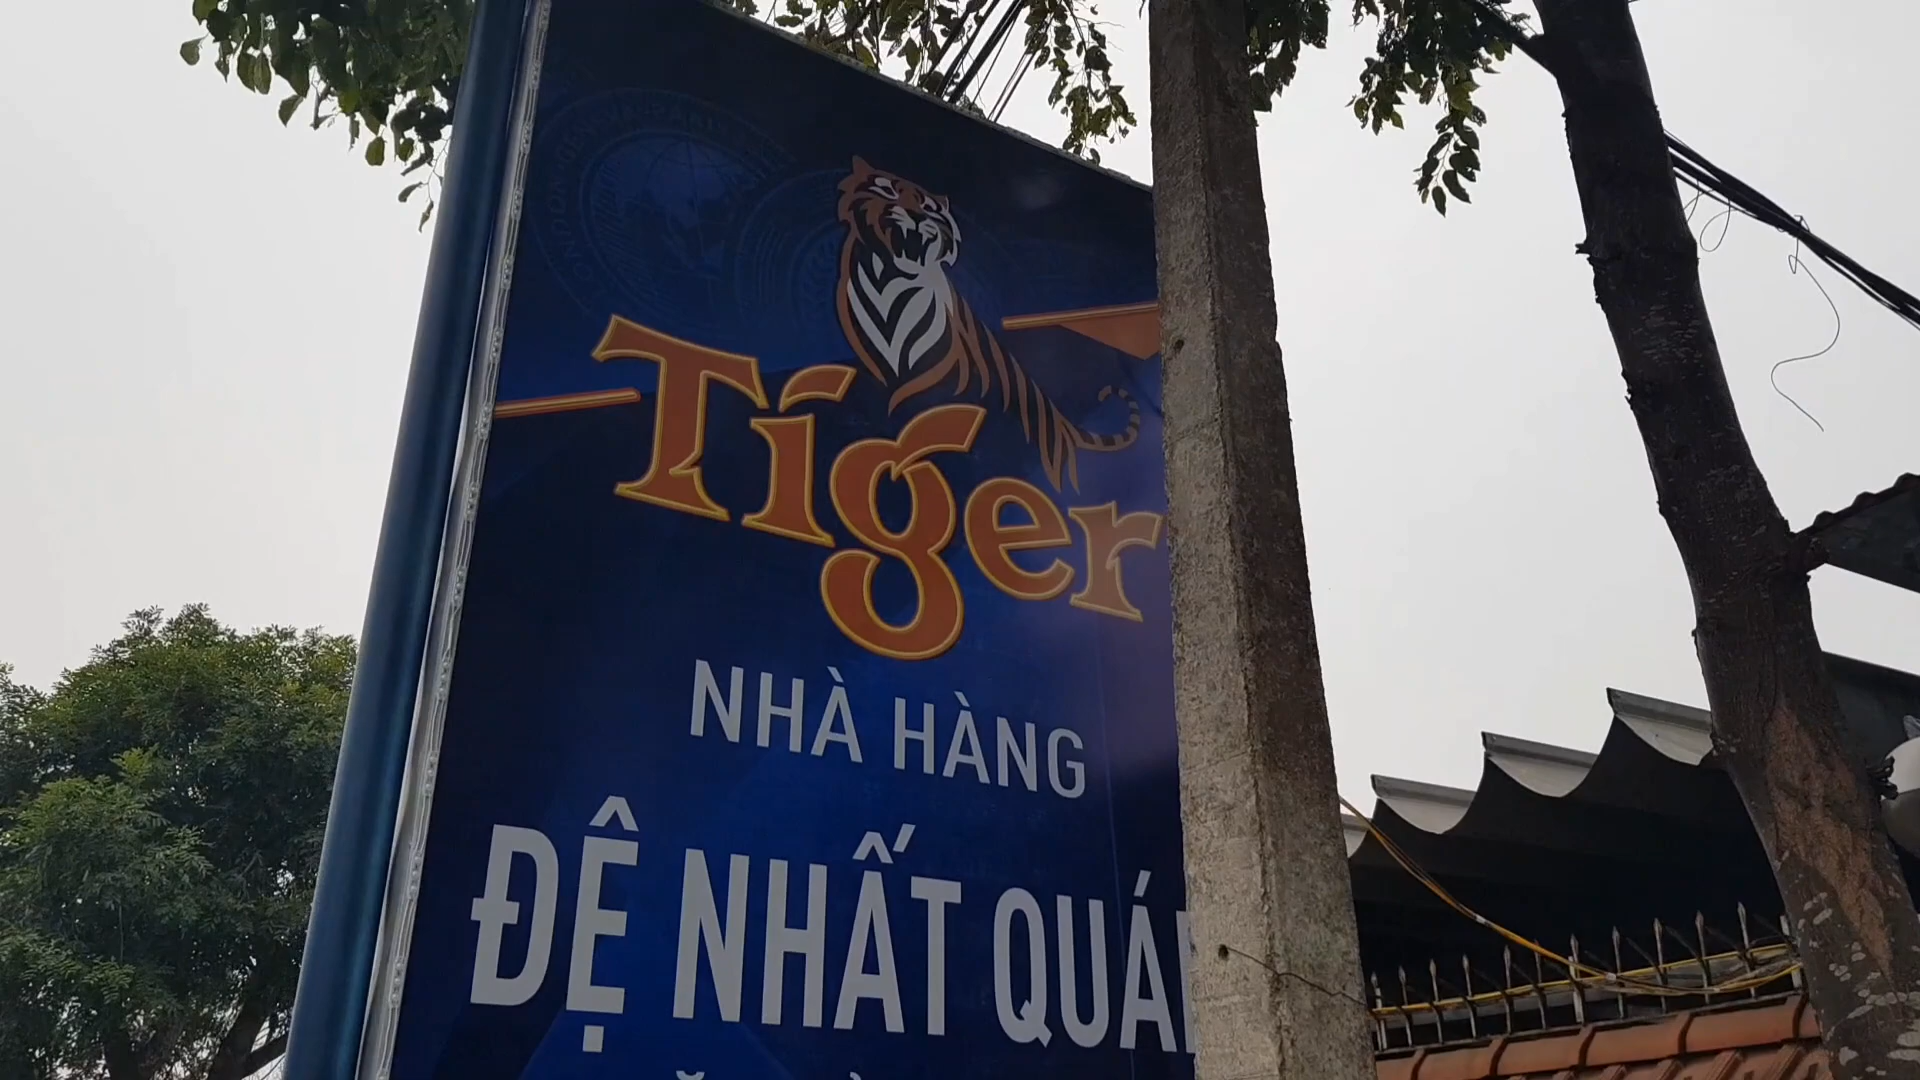 Tiger
NHÀ HÀNG
ĐỆ NHẤT QUÁN